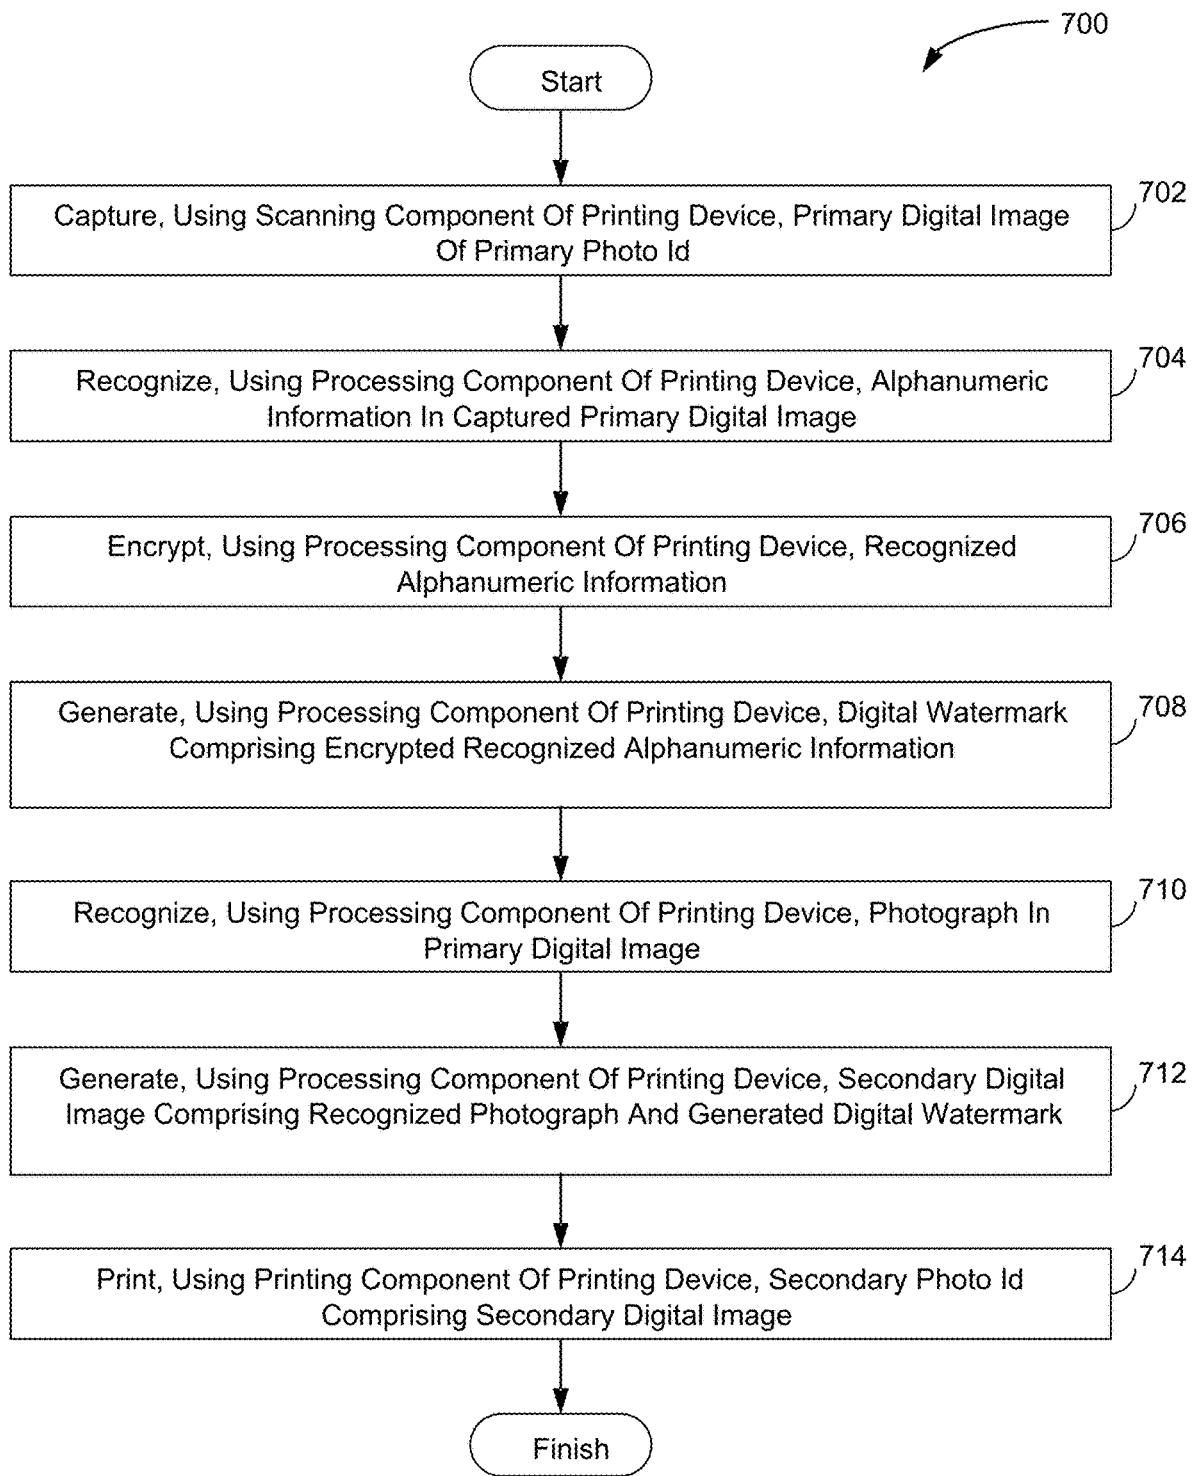 700
Start
702
Capture, Using Scanning Component Of Printing Device, Primary Digital Image
Of Primary Photo Id
704
Recognize, Using Processing Component Of Printing Device, Alphanumeric
Information In Captured Primary Digital Image
706
Encrypt, Using Processing Component Of Printing Device, Recognized
Alphanumeric Information
708
Generate, Using Processing Component Of Printing Device, Digital Watermark
Comprising Encrypted Recognized Alphanumeric Information
710
Recognize, Using Processing Component Of Printing Device, Photograph In
Primary Digital Image
712
Generate, Using Processing Component Of Printing Device, Secondary Digital
Image Comprising Recognized Photograph And Generated Digital Watermark
714
Print, Using Printing Component Of Printing Device, Secondary Photo Id
Comprising Secondary Digital Image
Finish